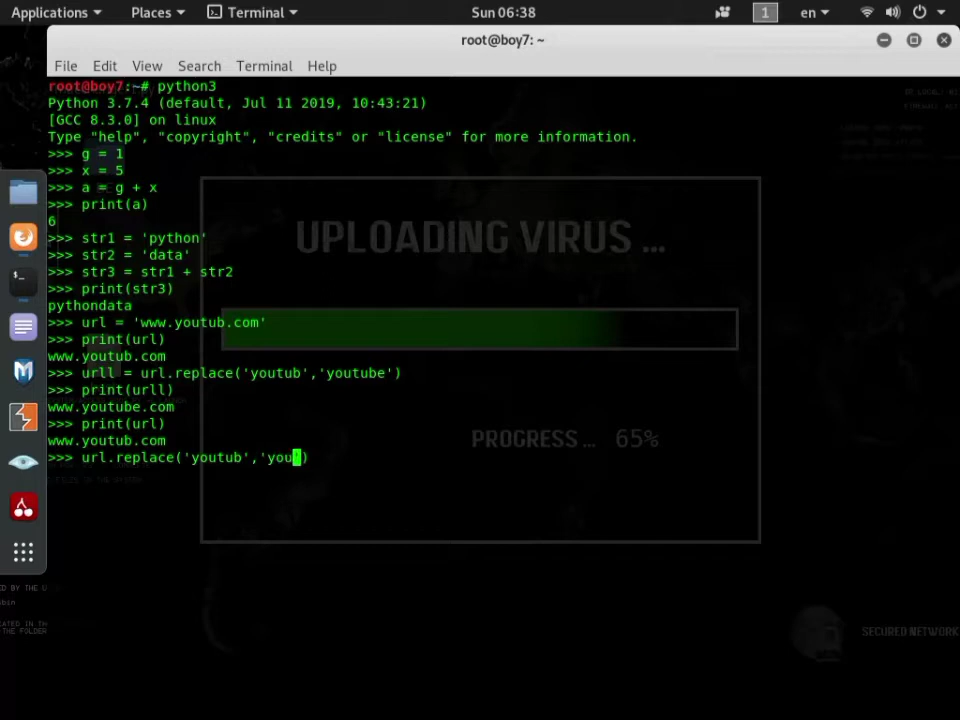 Applications Places Terminal Sun 06:38 1 en
root@boy7: ~
File Edit View Search Terminal Help
root@boy7:~# python3
Python 3.7.4 (default, Jul 11 2019, 10:43:21)
[GCC 8.3.0] on linux
Type "help", "copyright", "credits" or "license" for more information.
>>> g = 1
>>> x = 5
>>> a = g + x
>>> print(a)
6
>>> str1 = 'python'
>>> str2 = 'data'
>>> str3 = str1 + str2
>>> print(str3)
pythondata
>>> url = 'www.youtub.com'
>>> print(url)
www.youtub.com
>>> urll = url.replace('youtub','youtube')
>>> print(urll)
www.youtube.com
>>> print(url)
www.youtub.com
>>> url.replace('youtub','you')
UPLOADING VIRUS ...
PROGRESS ... 65%
SECURED NETWORK